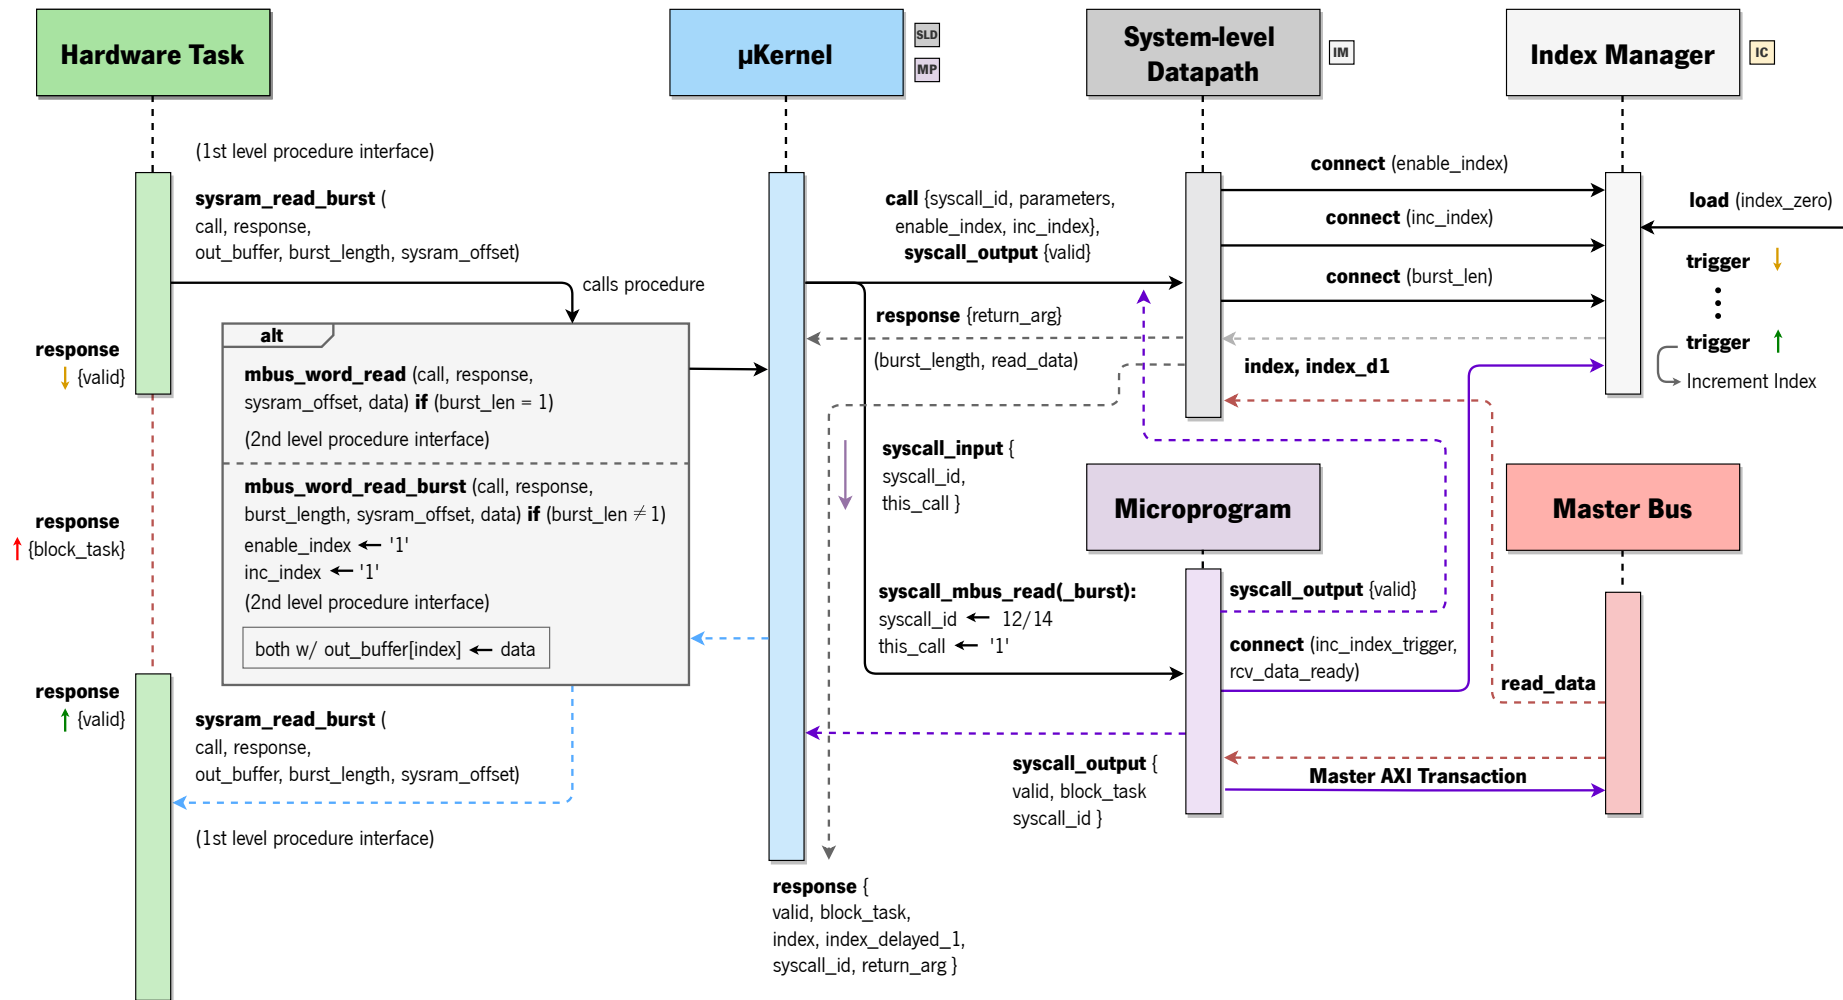 Hardware Task
µKernel
SLD
MP
System-level
Datapath
IM
Index Manager
IC
(1st level procedure interface)
sysram_read_burst (
call, response,
out_buffer, burst_length, sysram_offset)
calls procedure
response
{valid}
response
{block_task}
response
{valid}
alt
mbus_word_read (call, response,
sysram_offset, data) if (burst_len = 1)
(2nd level procedure interface)
mbus_word_read_burst (call, response,
burst_length, sysram_offset, data) if (burst_len ≠ 1)
enable_index ← '1'
inc_index ← '1'
(2nd level procedure interface)
both w/ out_buffer[index] ← data
sysram_read_burst (
call, response,
out_buffer, burst_length, sysram_offset)
(1st level procedure interface)
call {syscall_id, parameters,
enable_index, inc_index},
syscall_output {valid}
response {return_arg}
(burst_length, read_data)
syscall_input {
syscall_id,
this_call }
syscall_mbus_read(_burst):
syscall_id ← 12/14
this_call ← '1'
syscall_output {
valid, block_task
syscall_id }
response {
valid, block_task,
index, index_delayed_1,
syscall_id, return_arg }
connect (enable_index)
connect (inc_index)
connect (burst_len)
index, index_d1
load (index_zero)
trigger
trigger
Increment Index
Microprogram
Master Bus
syscall_output {valid}
connect (inc_index_trigger,
rcv_data_ready)
read_data
Master AXI Transaction